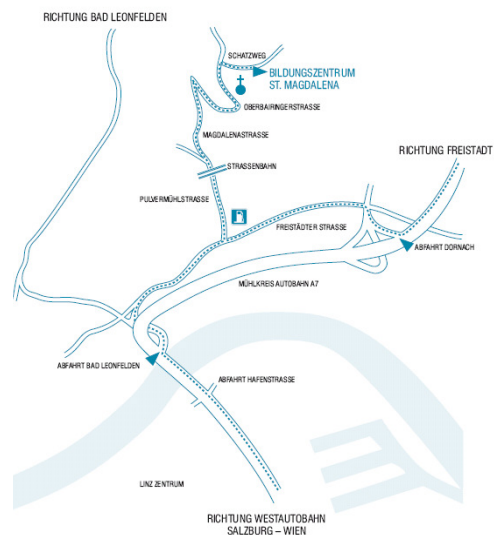 RICHTUNG BAD LEONFELDEN
SCHATZWEG
BILDUNGSZENTRUM
ST. MAGDALENA
OBERBAIRINGERSTRASSE
MAGDALENASTRASSE
RICHTUNG FREISTADT
STRASSENBAHN
PULVERMÜHLSTRASSE
FREISTÄDTER STRASSE
ABFAHRT DORNACH
MÜHLKREIS AUTOBAHN A7
ABFAHRT BAD LEONFELDEN
ABFAHRT HAFENSTRASSE
LINZ ZENTRUM
RICHTUNG WESTAUTOBAHN
SALZBURG – WIEN